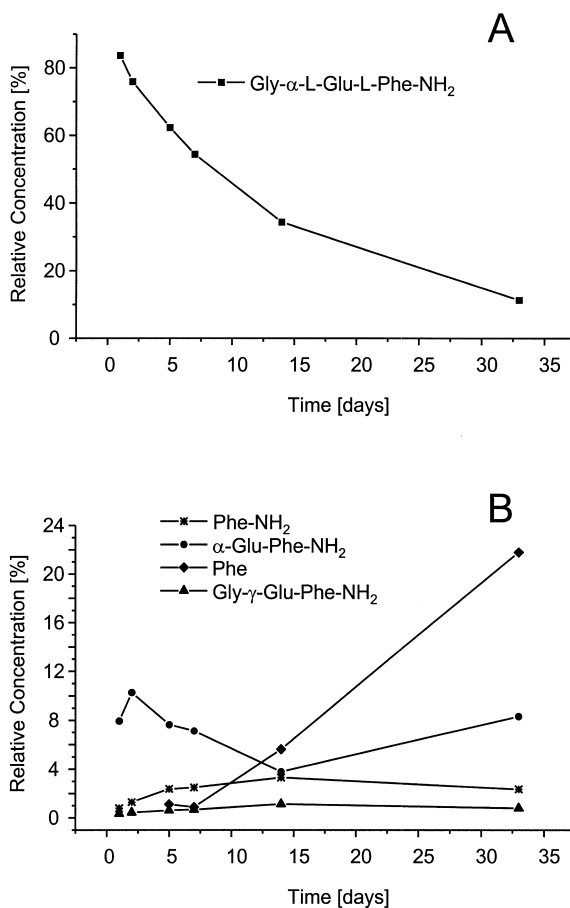 A
Gly-α-L-Glu-L-Phe-NH₂
Relative Concentration [%]
80
60
40
20
0
0 5 10 15 20 25 30 35
Time [days]
B
Phe-NH₂
α-Glu-Phe-NH₂
Phe
Gly-γ-Glu-Phe-NH₂
Relative Concentration [%]
24
20
16
12
8
4
0
0 5 10 15 20 25 30 35
Time [days]